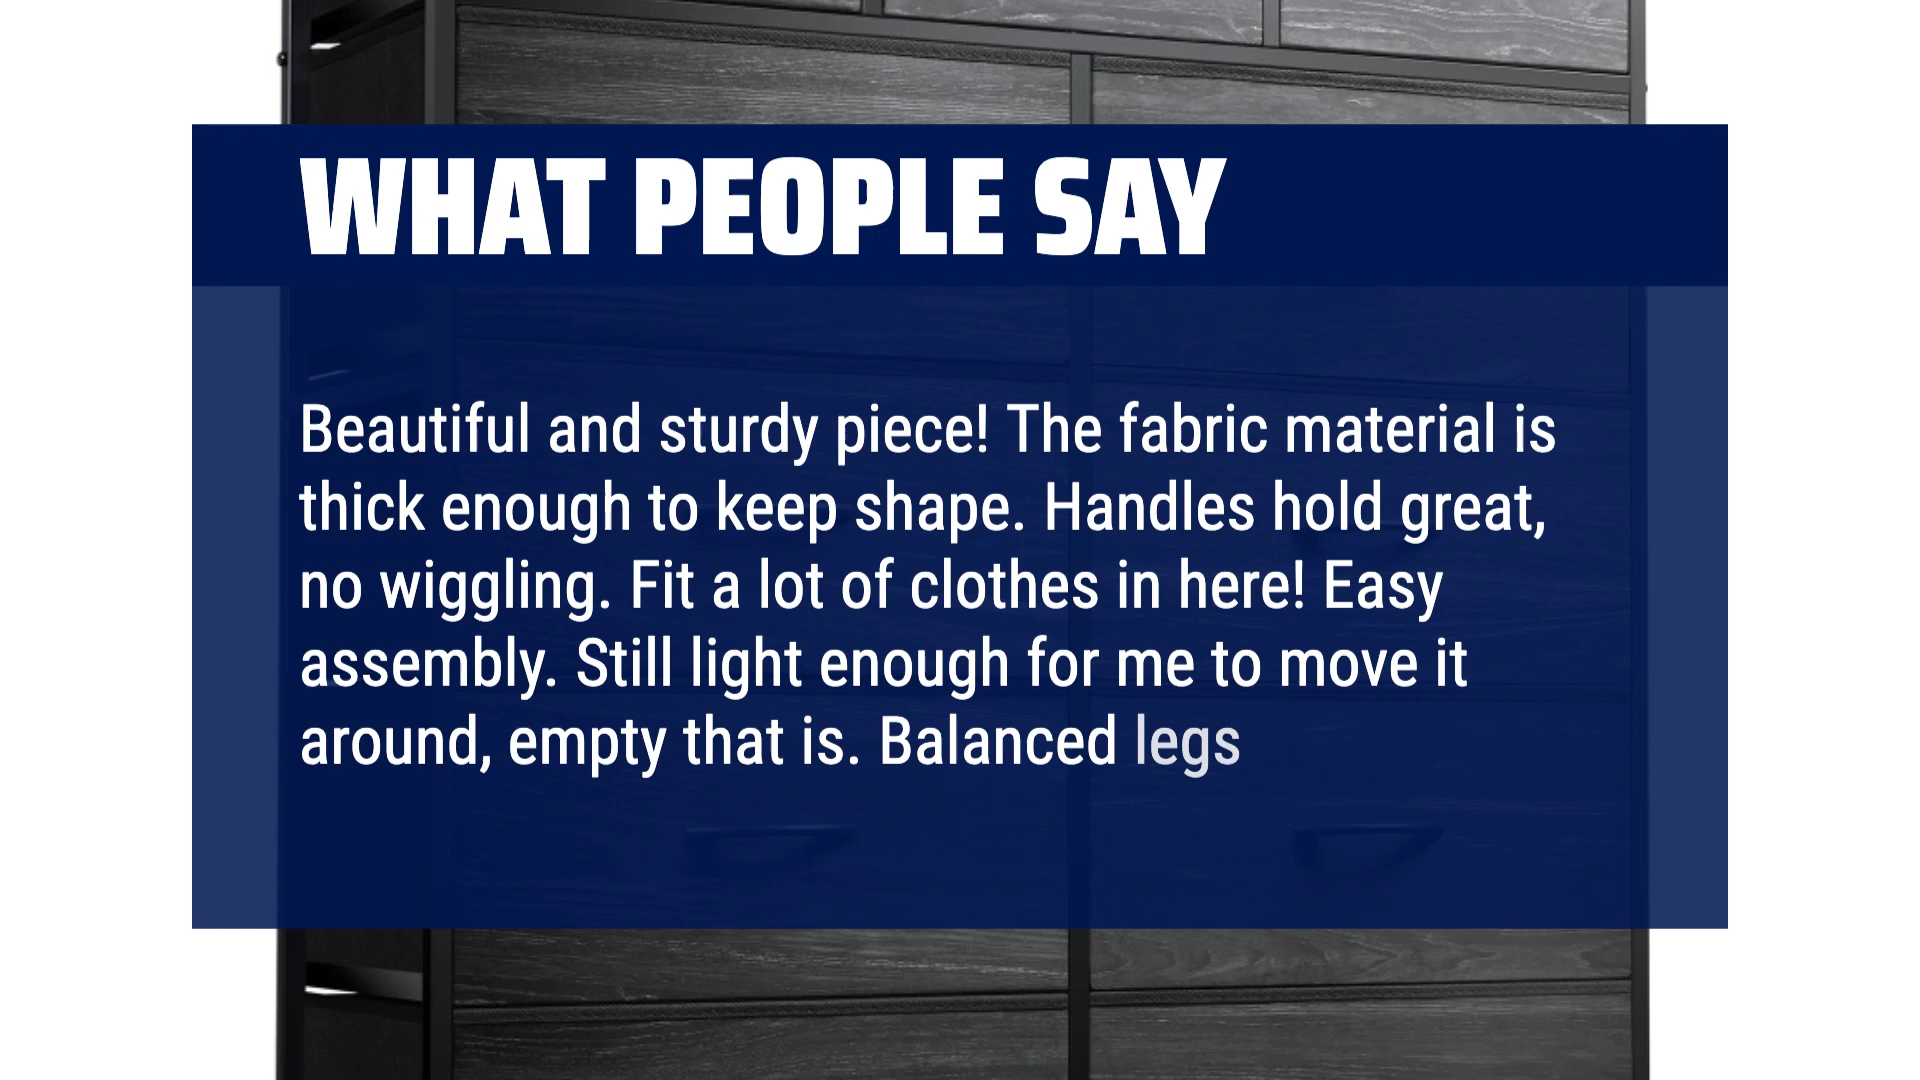 WHAT PEOPLE SAY
Beautiful and sturdy piece! The fabric material is
thick enough to keep shape. Handles hold great,
no wiggling. Fit a lot of clothes in here! Easy
assembly. Still light enough for me to move it
around, empty that is. Balanced legs